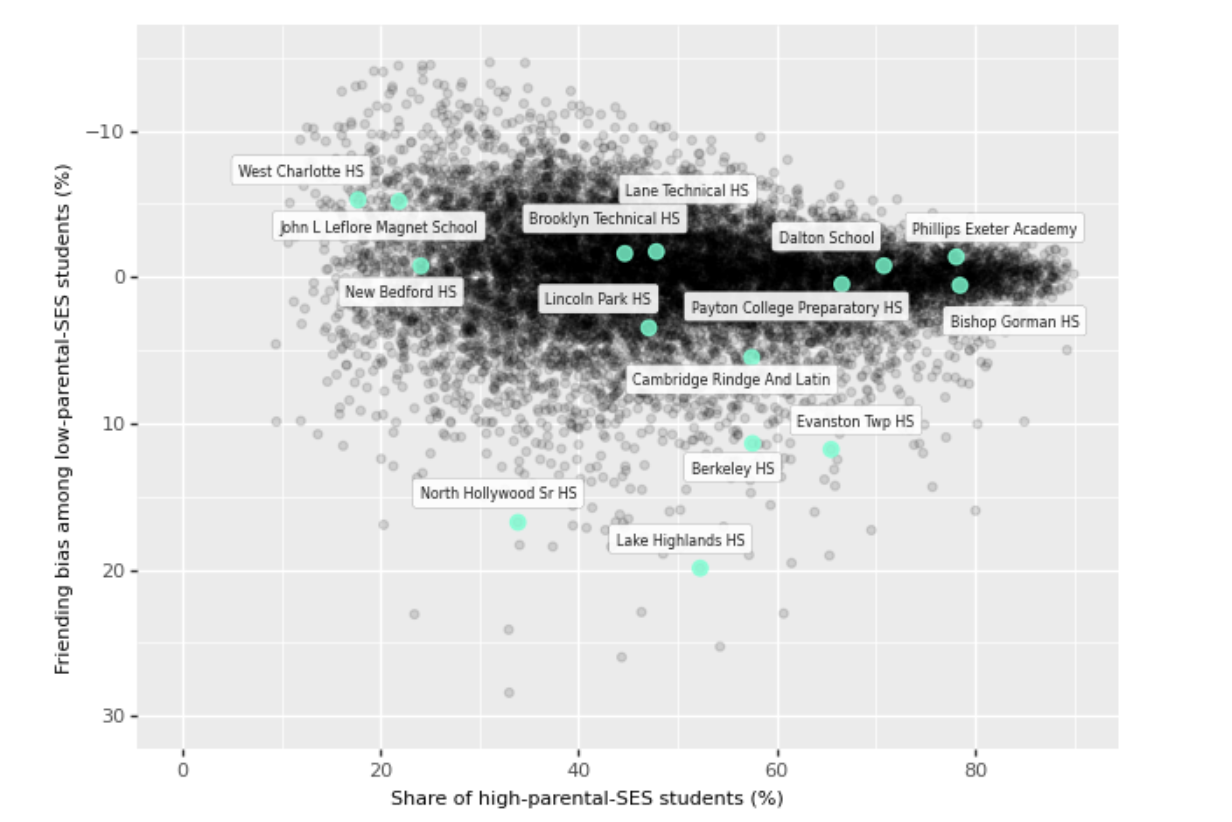 −10
West Charlotte HS
Lane Technical HS
Brooklyn Technical HS
John L Leflore Magnet School
Dalton School
Phillips Exeter Academy
0
New Bedford HS
Lincoln Park HS
Payton College Preparatory HS
Bishop Gorman HS
Cambridge Rindge And Latin
10
Evanston Twp HS
Berkeley HS
North Hollywood Sr HS
Lake Highlands HS
20
30
Friending bias among low-parental-SES students (%)
0 20 40 60 80
Share of high-parental-SES students (%)